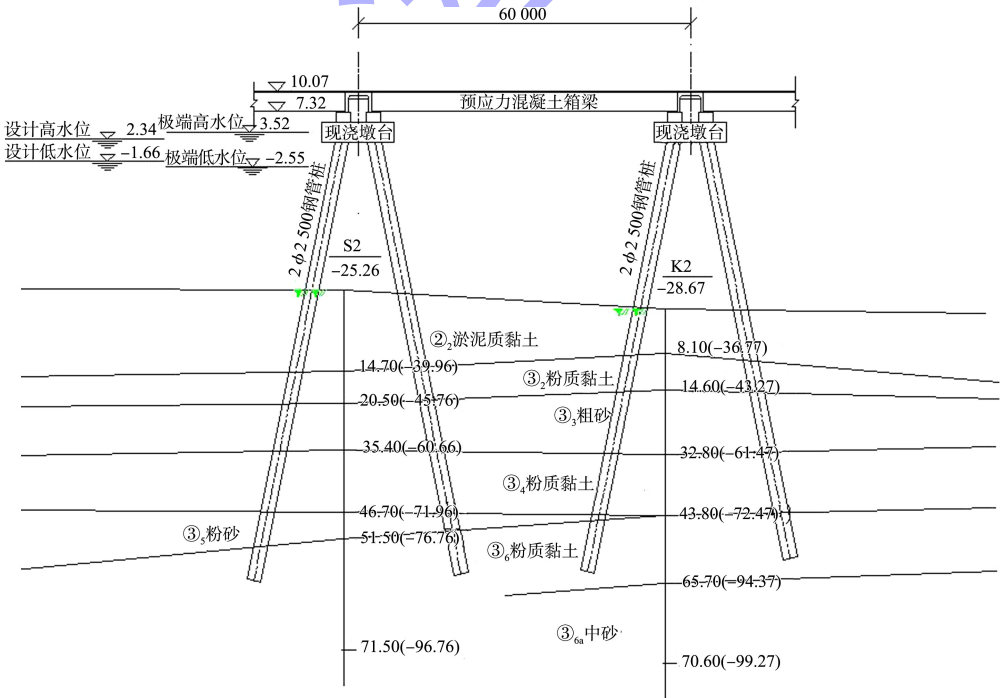 60 000
10.07
7.32
预应力混凝土箱梁
设计高水位 2.34
极端高水位 3.52
设计低水位 -1.66
极端低水位 -2.55
现浇墩台
现浇墩台
2ϕ2 500钢管桩
2ϕ2 500钢管桩
S2
-25.26
K2
-28.67
②₂淤泥质黏土
8.10(-36.77)
14.70(-39.96)
③₂粉质黏土
14.60(-43.27)
20.50(-45.76)
③₃粗砂
35.40(-60.66)
32.80(-61.47)
③₄粉质黏土
46.70(-71.96)
43.80(-72.47)
③₅粉砂
51.50(-76.76)
③₆粉质黏土
65.70(-94.37)
③₆ₐ中砂
71.50(-96.76)
70.60(-99.27)